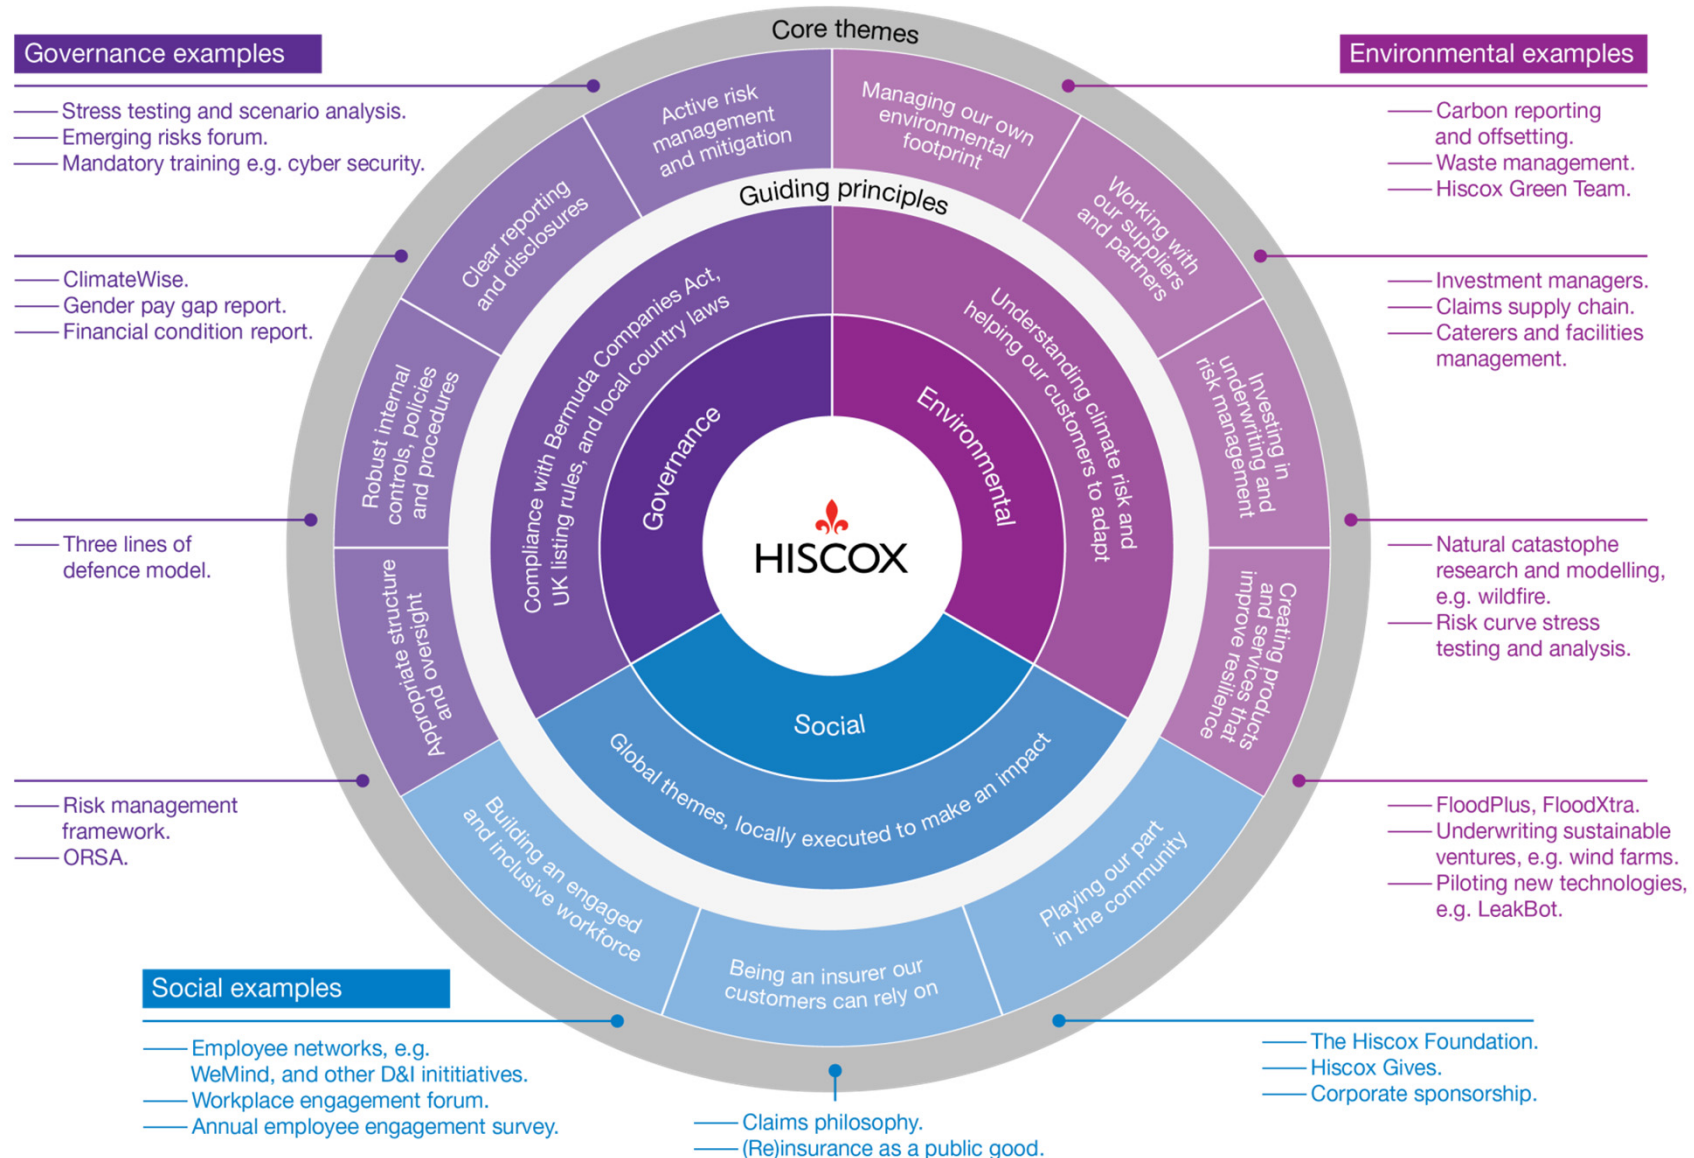 Core themes
Governance examples
Stress testing and scenario analysis.
Emerging risks forum.
Mandatory training e.g. cyber security.
ClimateWise.
Gender pay gap report.
Financial condition report.
Three lines of
defence model.
Risk management
framework.
ORSA.
Environmental examples
Carbon reporting
and offsetting.
Waste management.
Hiscox Green Team.
Investment managers.
Claims supply chain.
Caterers and facilities
management.
Natural catastophe
research and modelling,
e.g. wildfire.
Risk curve stress
testing and analysis.
FloodPlus, FloodXtra.
Underwriting sustainable
ventures, e.g. wind farms.
Piloting new technologies,
e.g. LeakBot.
Active risk
management
and mitigation
Clear reporting
and disclosures
Robust internal
controls, policies
and procedures
Appropriate structure
and oversight
Managing our own
environmental
footprint
Working with
our suppliers
and partners
Investing in
underwriting and
risk management
Creating products
and services that
improve resilience
Guiding principles
Compliance with Bermuda Companies Act,
UK listing rules, and local country laws
Understanding climate risk and
helping our customers to adapt
Governance
Environmental
HISCOX
Social
Global themes, locally executed to make an impact
Building an engaged
and inclusive workforce
Being an insurer our
customers can rely on
Playing our part
in the community
Social examples
Employee networks, e.g.
WeMind, and other D&I inititiatives.
Workplace engagement forum.
Annual employee engagement survey.
Claims philosophy.
(Re)insurance as a public good.
The Hiscox Foundation.
Hiscox Gives.
Corporate sponsorship.